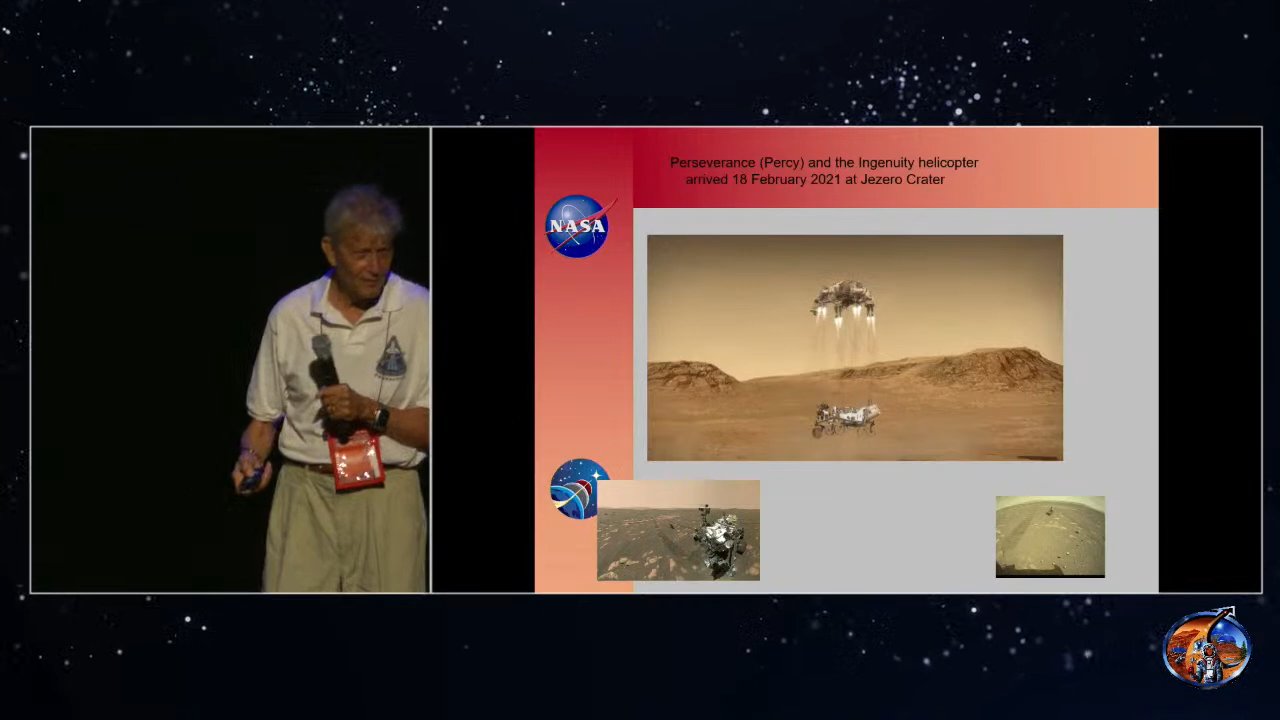 Perseverance (Percy) and the Ingenuity helicopter
arrived 18 February 2021 at Jezero Crater
NASA